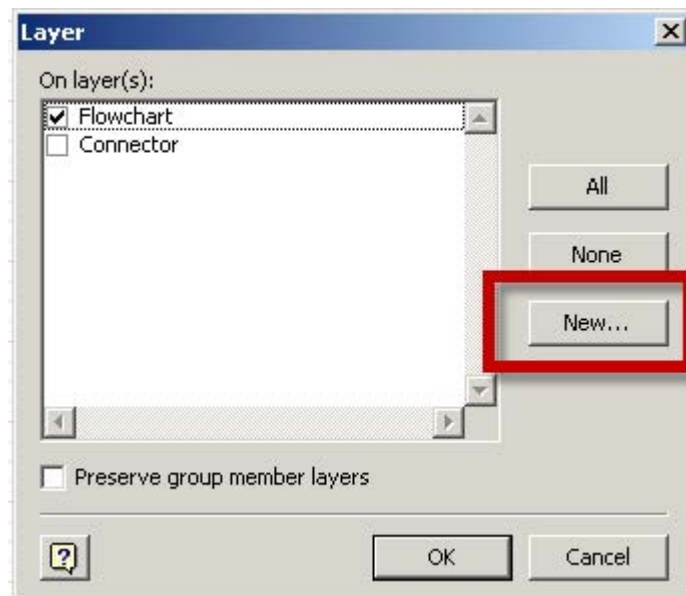 Layer
On layer(s):
Flowchart
Connector
All
None
New...
Preserve group member layers
?
OK
Cancel